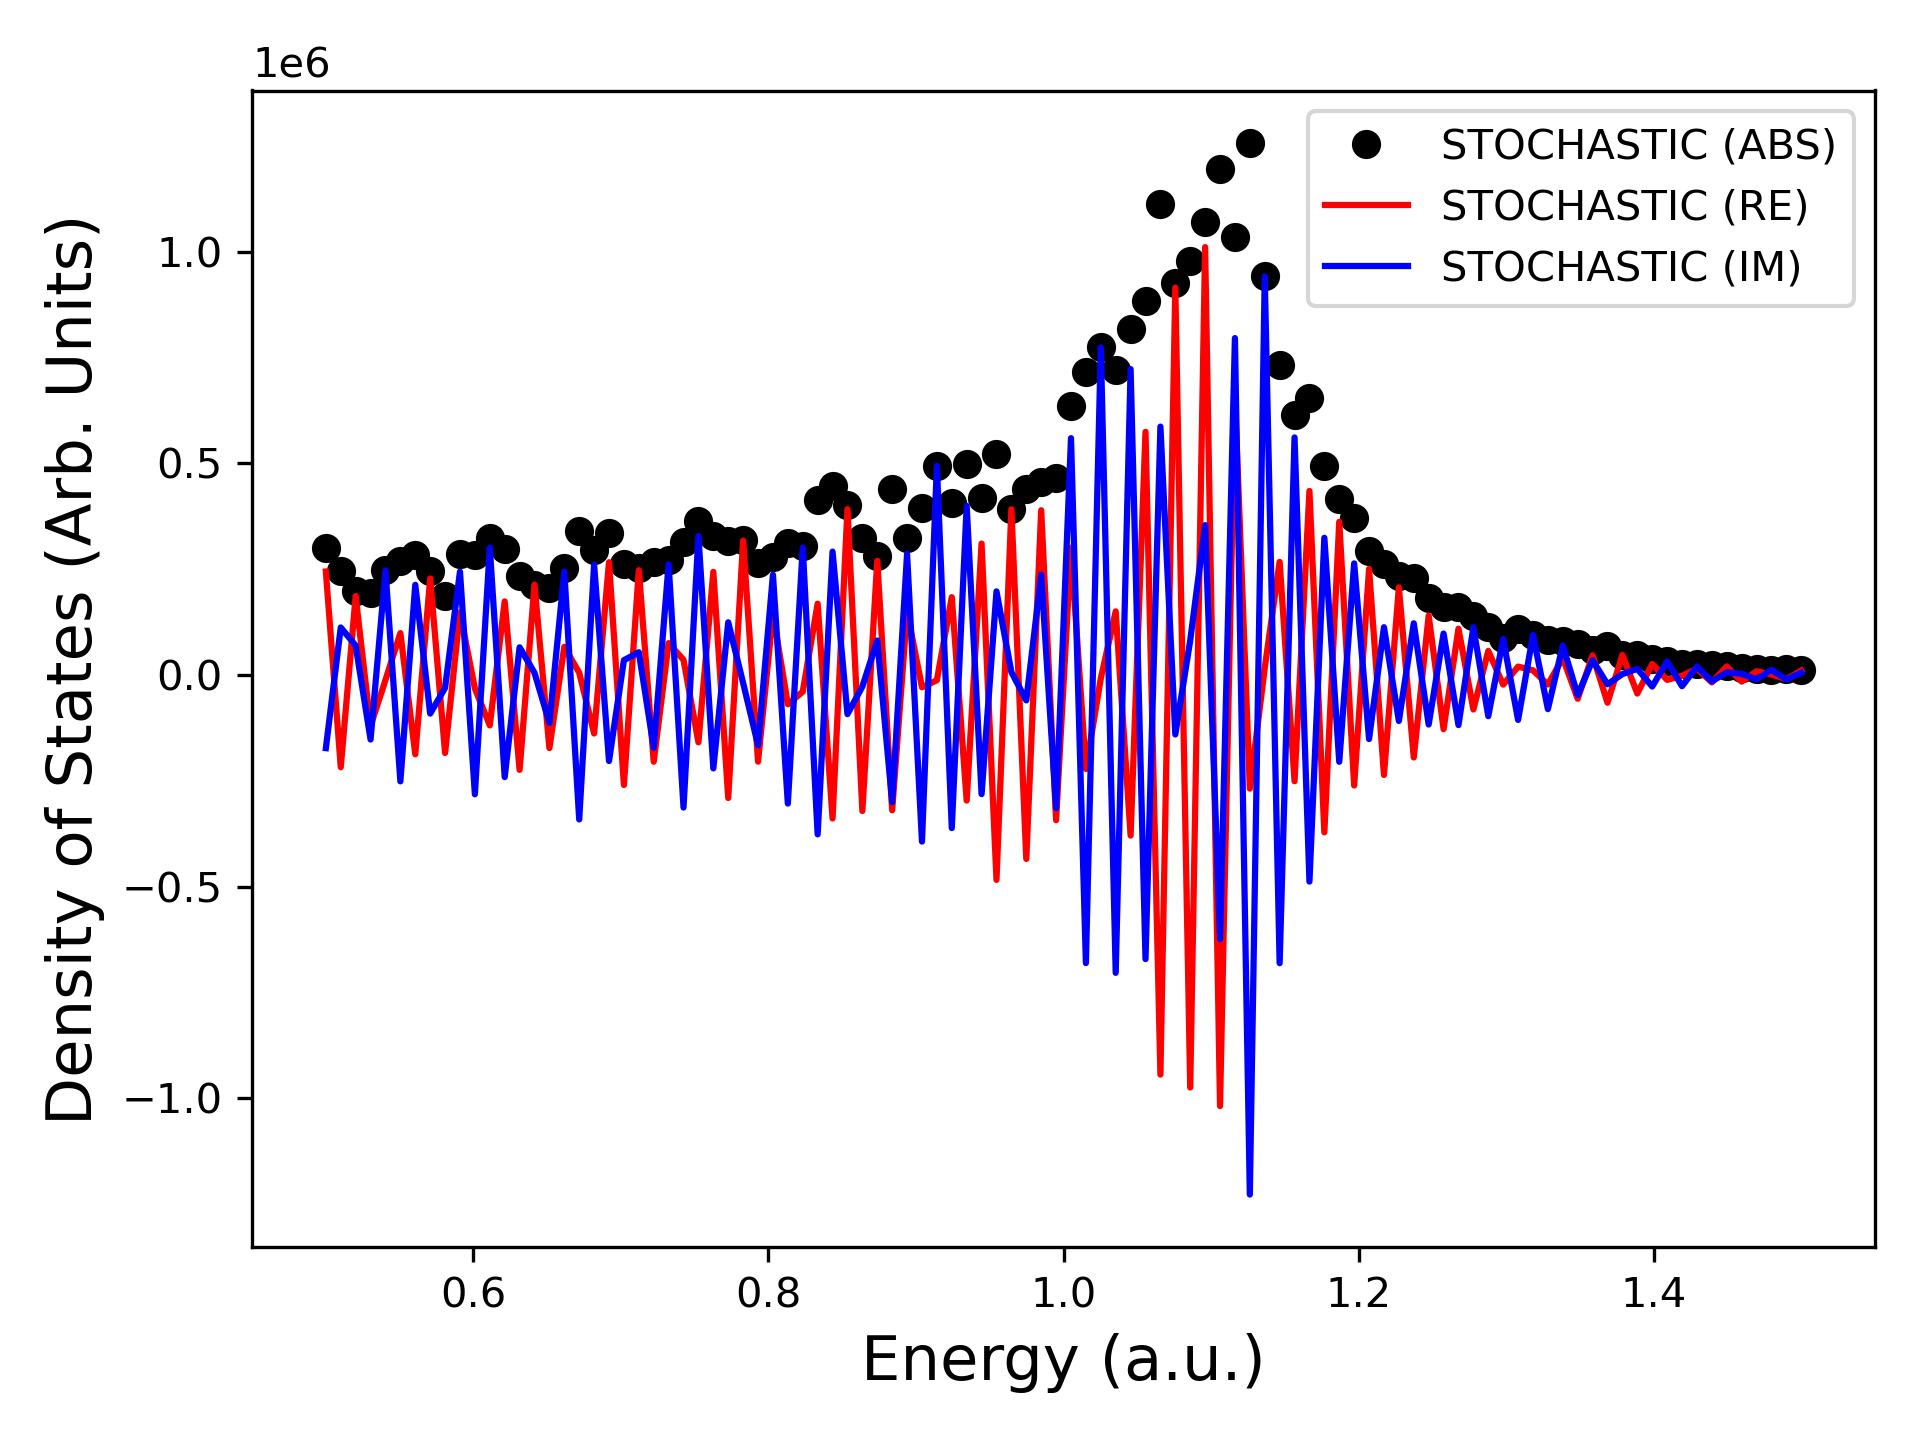 1e6
Density of States (Arb. Units)
1.0
0.5
0.0
−0.5
−1.0
STOCHASTIC (ABS)
STOCHASTIC (RE)
STOCHASTIC (IM)
0.6 0.8 1.0 1.2 1.4
Energy (a.u.)